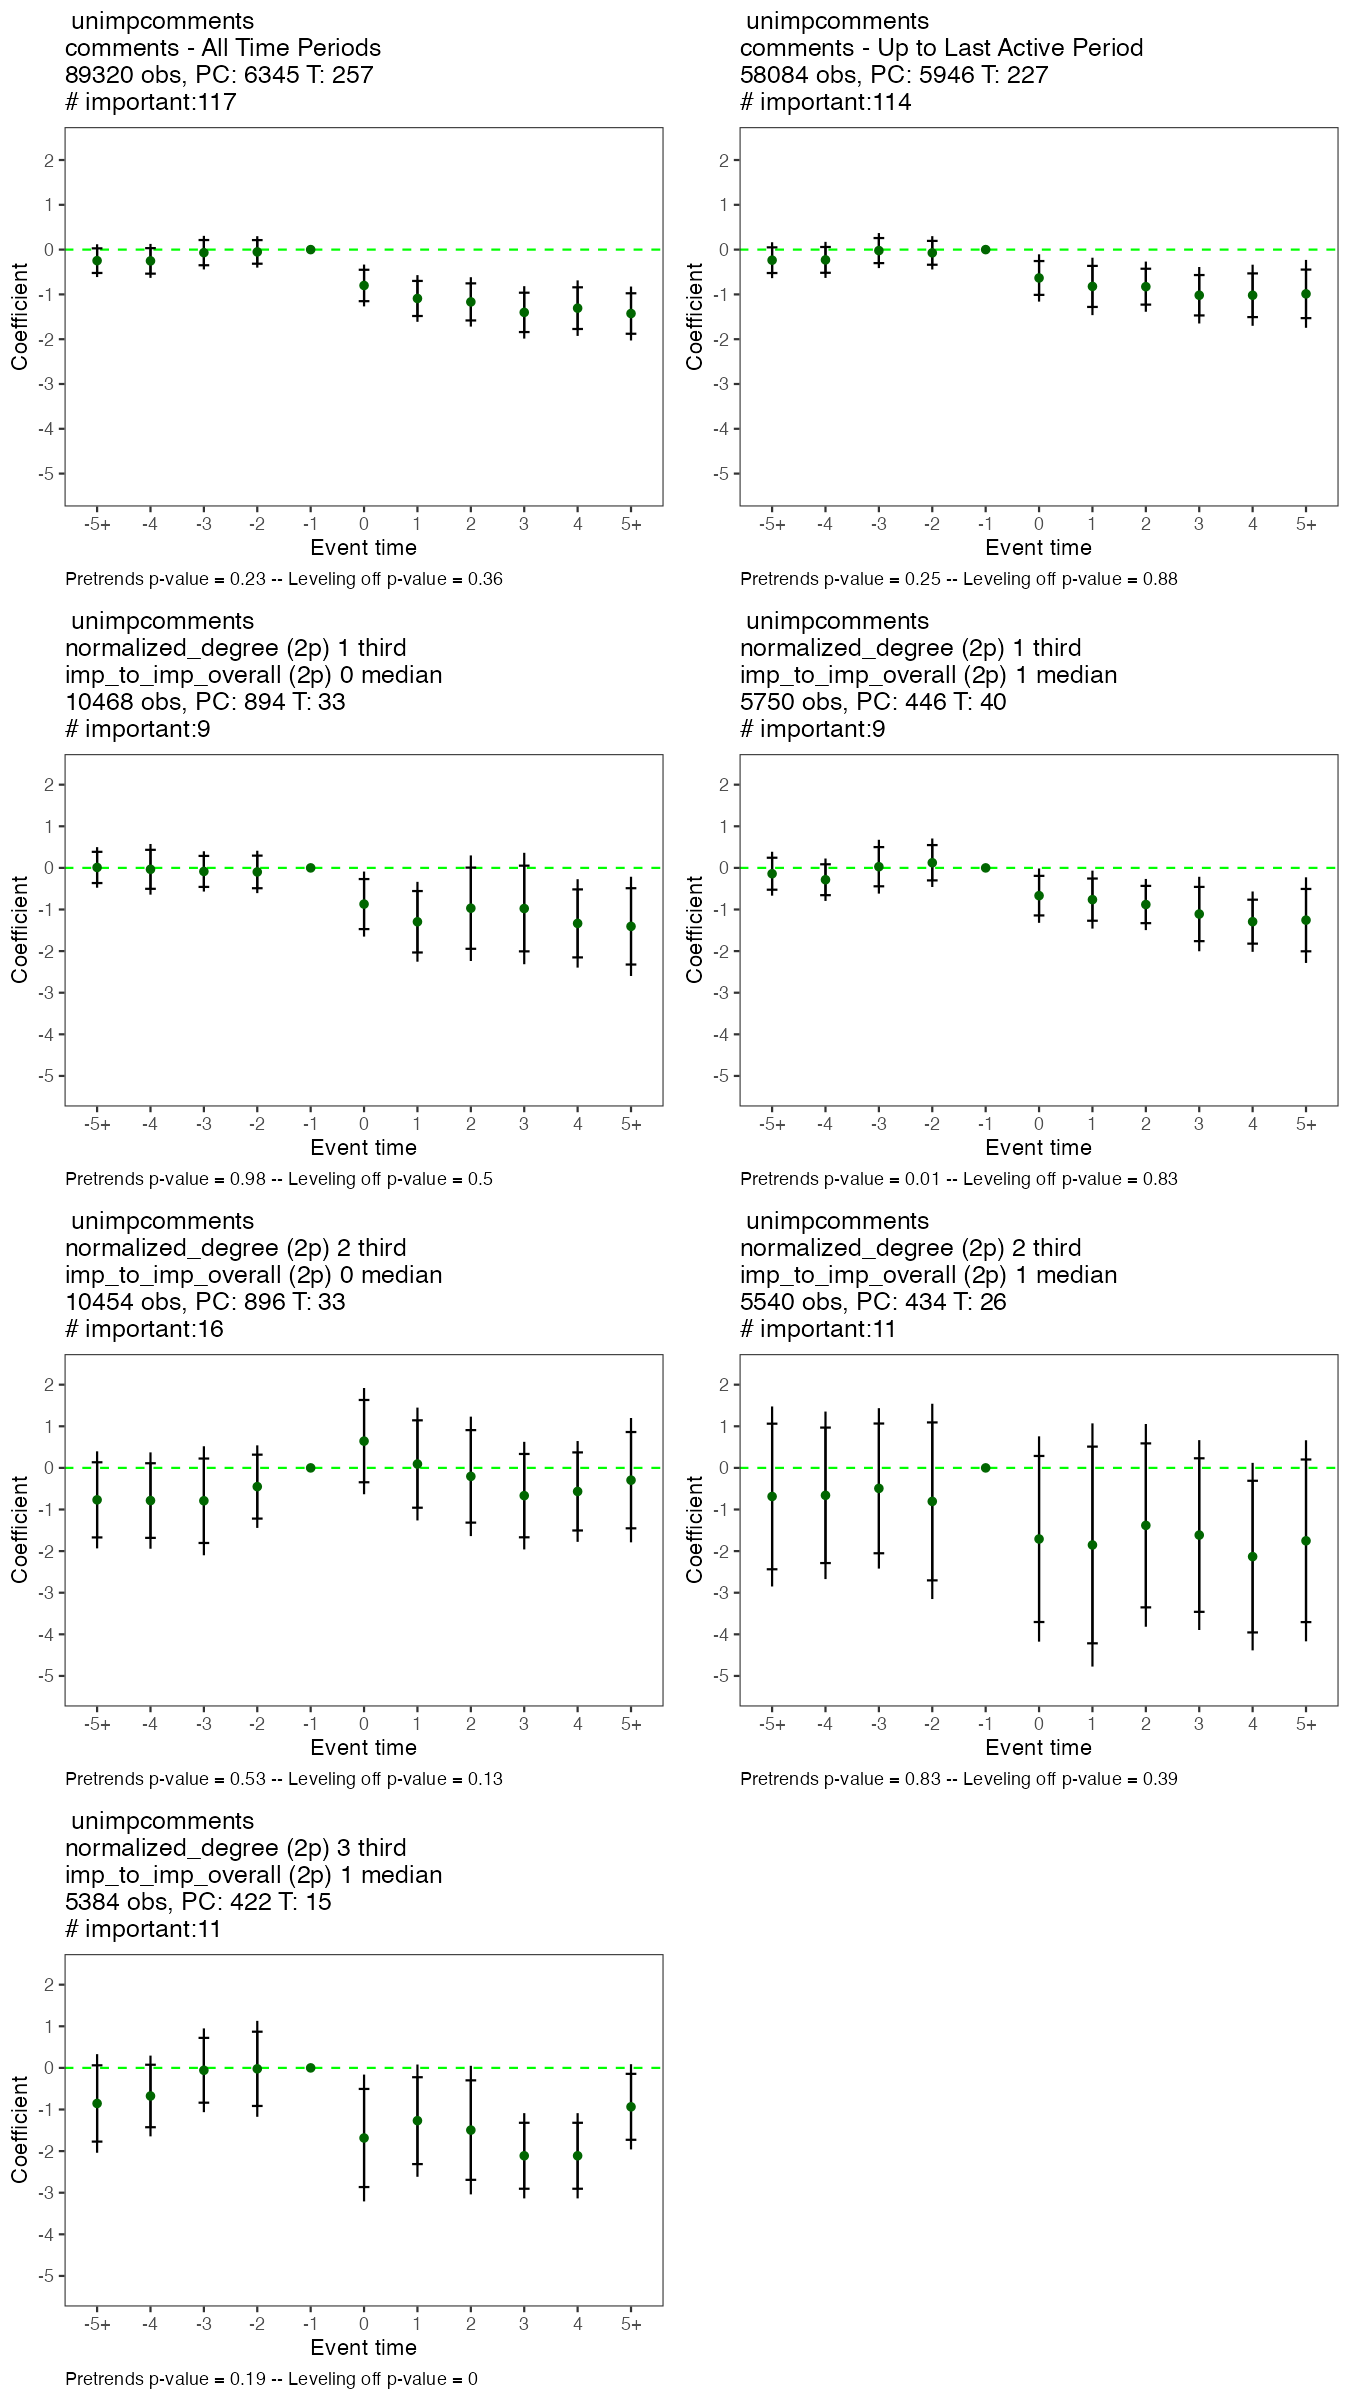 unimpcomments
comments - All Time Periods
89320 obs, PC: 6345 T: 257
# important:117
2
1
0
-1
-2
-3
-4
-5
Coefficient
-5+ -4 -3 -2 -1 0 1 2 3 4 5+
Event time
Pretrends p-value = 0.23 -- Leveling off p-value = 0.36
unimpcomments
comments - Up to Last Active Period
58084 obs, PC: 5946 T: 227
# important:114
2
1
0
-1
-2
-3
-4
-5
Coefficient
-5+ -4 -3 -2 -1 0 1 2 3 4 5+
Event time
Pretrends p-value = 0.25 -- Leveling off p-value = 0.88
unimpcomments
normalized_degree (2p) 1 third
imp_to_imp_overall (2p) 0 median
10468 obs, PC: 894 T: 33
# important:9
2
1
0
-1
-2
-3
-4
-5
Coefficient
-5+ -4 -3 -2 -1 0 1 2 3 4 5+
Event time
Pretrends p-value = 0.98 -- Leveling off p-value = 0.5
unimpcomments
normalized_degree (2p) 1 third
imp_to_imp_overall (2p) 1 median
5750 obs, PC: 446 T: 40
# important:9
2
1
0
-1
-2
-3
-4
-5
Coefficient
-5+ -4 -3 -2 -1 0 1 2 3 4 5+
Event time
Pretrends p-value = 0.01 -- Leveling off p-value = 0.83
unimpcomments
normalized_degree (2p) 2 third
imp_to_imp_overall (2p) 0 median
10454 obs, PC: 896 T: 33
# important:16
2
1
0
-1
-2
-3
-4
-5
Coefficient
-5+ -4 -3 -2 -1 0 1 2 3 4 5+
Event time
Pretrends p-value = 0.53 -- Leveling off p-value = 0.13
unimpcomments
normalized_degree (2p) 2 third
imp_to_imp_overall (2p) 1 median
5540 obs, PC: 434 T: 26
# important:11
2
1
0
-1
-2
-3
-4
-5
Coefficient
-5+ -4 -3 -2 -1 0 1 2 3 4 5+
Event time
Pretrends p-value = 0.83 -- Leveling off p-value = 0.39
unimpcomments
normalized_degree (2p) 3 third
imp_to_imp_overall (2p) 1 median
5384 obs, PC: 422 T: 15
# important:11
2
1
0
-1
-2
-3
-4
-5
Coefficient
-5+ -4 -3 -2 -1 0 1 2 3 4 5+
Event time
Pretrends p-value = 0.19 -- Leveling off p-value = 0